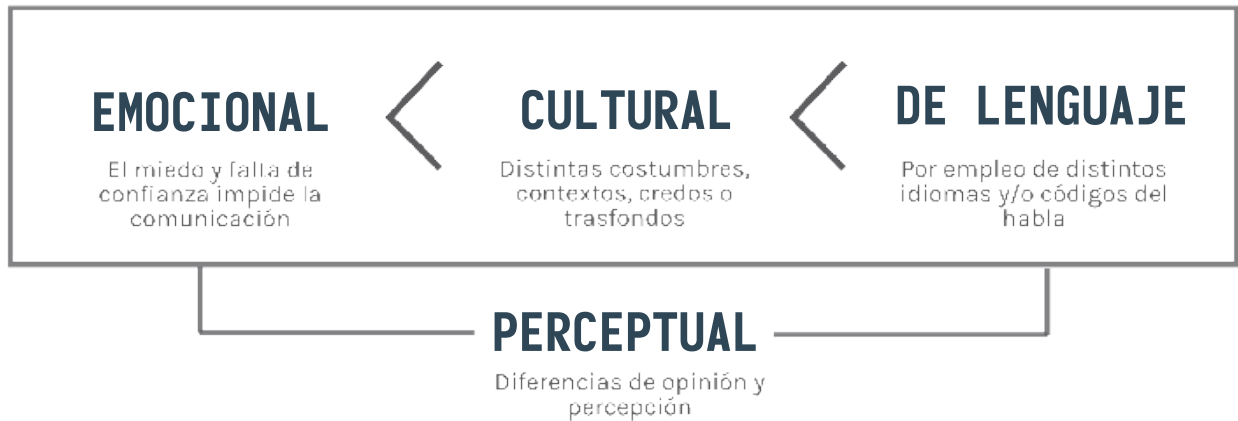 EMOCIONAL
El miedo y falta de
confianza impide la
comunicación
CULTURAL
Distintas costumbres,
contextos, credos o
trasfondos
DE LENGUAJE
Por empleo de distintos
idiomas y/o códigos del
habla
PERCEPTUAL
Diferencias de opinión y
percepción